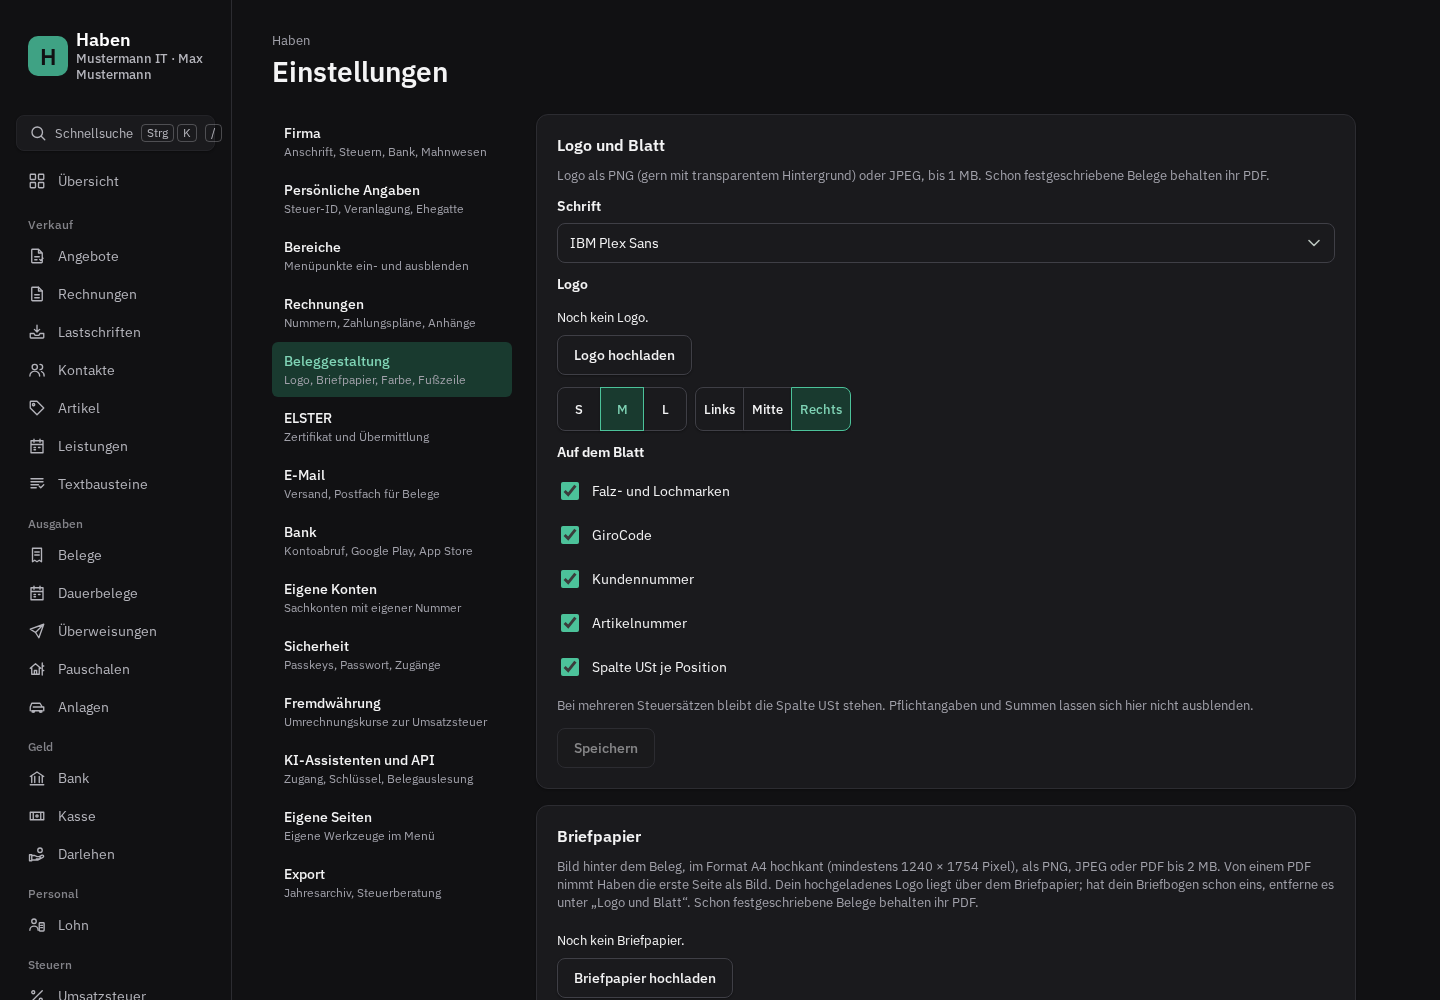 H
Haben
Mustermann IT · Max
Mustermann
Schnellsuche Strg K /
Übersicht
Verkauf
Angebote
Rechnungen
Lastschriften
Kontakte
Artikel
Leistungen
Textbausteine
Ausgaben
Belege
Dauerbelege
Überweisungen
Pauschalen
Anlagen
Geld
Bank
Kasse
Darlehen
Personal
Lohn
Steuern
Umsatzsteuer
Haben
Einstellungen
Firma
Anschrift, Steuern, Bank, Mahnwesen
Persönliche Angaben
Steuer-ID, Veranlagung, Ehegatte
Bereiche
Menüpunkte ein- und ausblenden
Rechnungen
Nummern, Zahlungspläne, Anhänge
Beleggestaltung
Logo, Briefpapier, Farbe, Fußzeile
ELSTER
Zertifikat und Übermittlung
E-Mail
Versand, Postfach für Belege
Bank
Kontoabruf, Google Play, App Store
Eigene Konten
Sachkonten mit eigener Nummer
Sicherheit
Passkeys, Passwort, Zugänge
Fremdwährung
Umrechnungskurse zur Umsatzsteuer
KI-Assistenten und API
Zugang, Schlüssel, Belegauslesung
Eigene Seiten
Eigene Werkzeuge im Menü
Export
Jahresarchiv, Steuerberatung
Logo und Blatt
Logo als PNG (gern mit transparentem Hintergrund) oder JPEG, bis 1 MB. Schon festgeschriebene Belege behalten ihr PDF.
Schrift
IBM Plex Sans
Logo
Noch kein Logo.
Logo hochladen
S M L Links Mitte Rechts
Auf dem Blatt
Falz- und Lochmarken
GiroCode
Kundennummer
Artikelnummer
Spalte USt je Position
Bei mehreren Steuersätzen bleibt die Spalte USt stehen. Pflichtangaben und Summen lassen sich hier nicht ausblenden.
Speichern
Briefpapier
Bild hinter dem Beleg, im Format A4 hochkant (mindestens 1240 × 1754 Pixel), als PNG, JPEG oder PDF bis 2 MB. Von einem PDF
nimmt Haben die erste Seite als Bild. Dein hochgeladenes Logo liegt über dem Briefpapier; hat dein Briefbogen schon eins, entferne es
unter „Logo und Blatt“. Schon festgeschriebene Belege behalten ihr PDF.
Noch kein Briefpapier.
Briefpapier hochladen